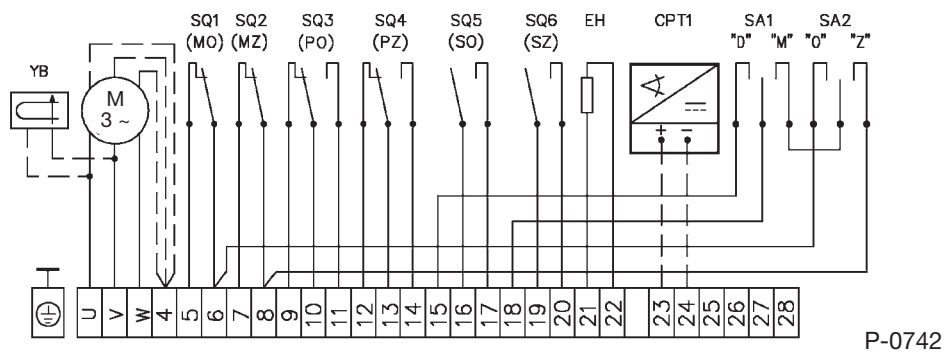 SQ1 SQ2 SQ3 SQ4 SQ5 SQ6 EH CPT1 SA1 SA2
(MO) (MZ) (PO) (PZ) (SO) (SZ) "D" "M" "O" "Z"
YB
M
3 ~
+ −
U V W 4 5 6 7 8 9 10 11 12 13 14 15 16 17 18 19 20 21 22 23 24 25 26 27 28
P-0742